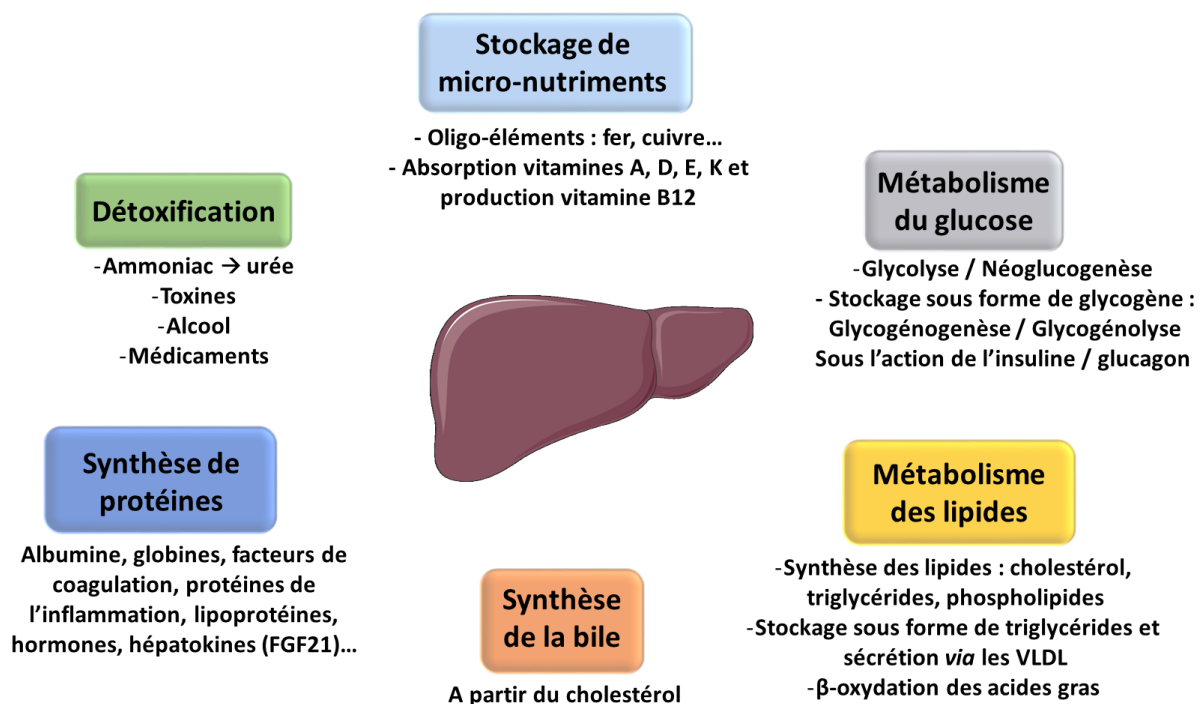 Stockage de
micro-nutriments
- Oligo-éléments : fer, cuivre…
- Absorption vitamines A, D, E, K et
production vitamine B12
Détoxification
-Ammoniac → urée
-Toxines
-Alcool
-Médicaments
Métabolisme
du glucose
-Glycolyse / Néoglucogenèse
- Stockage sous forme de glycogène :
Glycogénogenèse / Glycogénolyse
Sous l’action de l’insuline / glucagon
Synthèse de
protéines
Albumine, globines, facteurs de
coagulation, protéines de
l’inflammation, lipoprotéines,
hormones, hépatokines (FGF21)…
Synthèse
de la bile
A partir du cholestérol
Métabolisme
des lipides
-Synthèse des lipides : cholestérol,
triglycérides, phospholipides
-Stockage sous forme de triglycérides et
sécrétion via les VLDL
-β-oxydation des acides gras